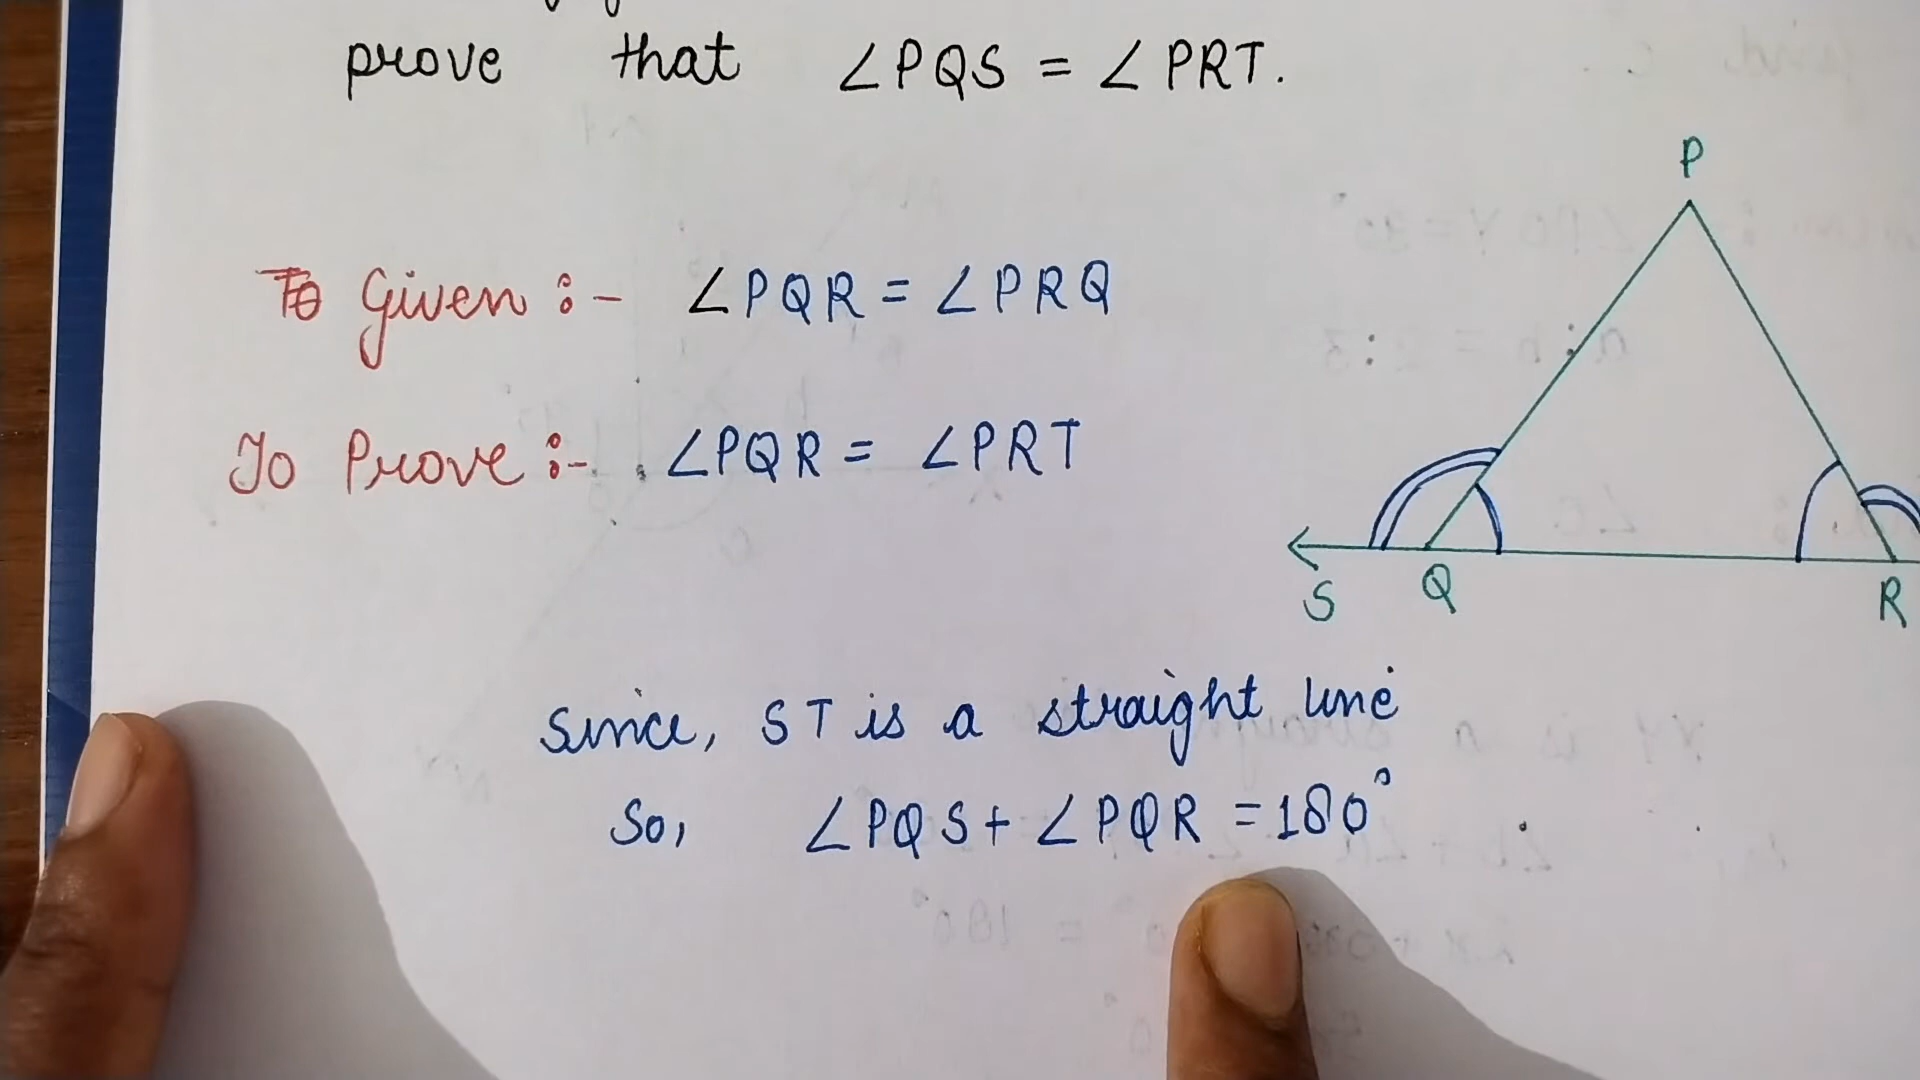 prove that ∠PQS = ∠PRT.
Given :- ∠PQR = ∠PRQ
To Prove :- ∠PQR = ∠PRT
P
S
Q
R
Since, ST is a straight line
So, ∠PQS + ∠PQR = 180°